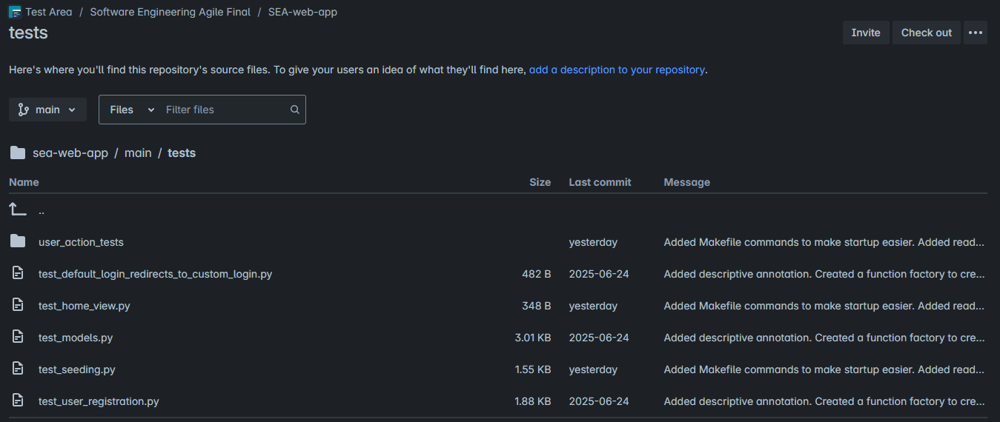 Test Area / Software Engineering Agile Final / SEA-web-app
tests
Invite
Check out
Here's where you'll find this repository's source files. To give your users an idea of what they'll find here, add a description to your repository.
main
Files
Filter files
sea-web-app / main / tests
Name Size Last commit Message
..
user_action_tests yesterday Added Makefile commands to make startup easier. Added read...
test_default_login_redirects_to_custom_login.py 482 B 2025-06-24 Added descriptive annotation. Created a function factory to cre...
test_home_view.py 348 B yesterday Added Makefile commands to make startup easier. Added read...
test_models.py 3.01 KB 2025-06-24 Added descriptive annotation. Created a function factory to cre...
test_seeding.py 1.55 KB yesterday Added Makefile commands to make startup easier. Added read...
test_user_registration.py 1.88 KB 2025-06-24 Added descriptive annotation. Created a function factory to cre...